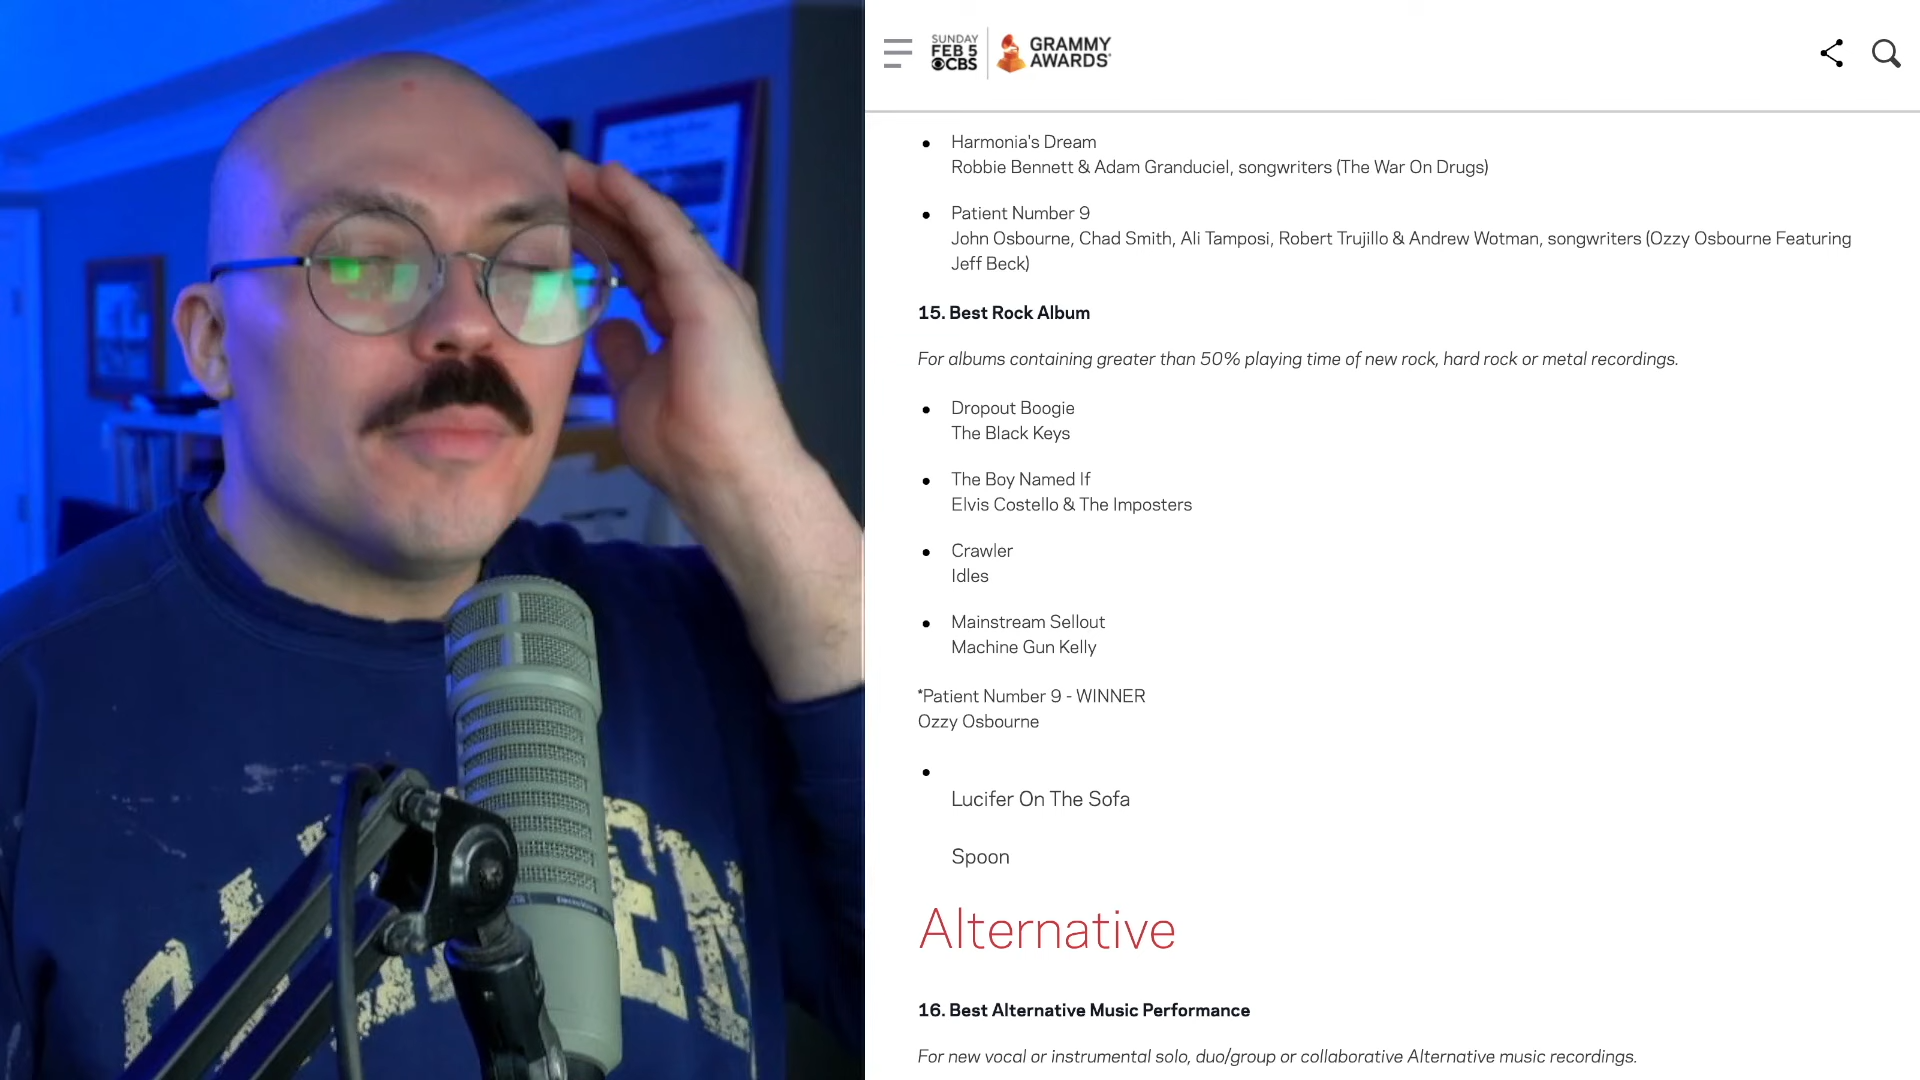 SUNDAY
FEB 5
CBS
GRAMMY
AWARDS
Harmonia's Dream
Robbie Bennett & Adam Granduciel, songwriters (The War On Drugs)
Patient Number 9
John Osbourne, Chad Smith, Ali Tamposi, Robert Trujillo & Andrew Wotman, songwriters (Ozzy Osbourne Featuring
Jeff Beck)
15. Best Rock Album
For albums containing greater than 50% playing time of new rock, hard rock or metal recordings.
Dropout Boogie
The Black Keys
The Boy Named If
Elvis Costello & The Imposters
Crawler
Idles
Mainstream Sellout
Machine Gun Kelly
*Patient Number 9 - WINNER
Ozzy Osbourne
Lucifer On The Sofa
Spoon
Alternative
16. Best Alternative Music Performance
For new vocal or instrumental solo, duo/group or collaborative Alternative music recordings.